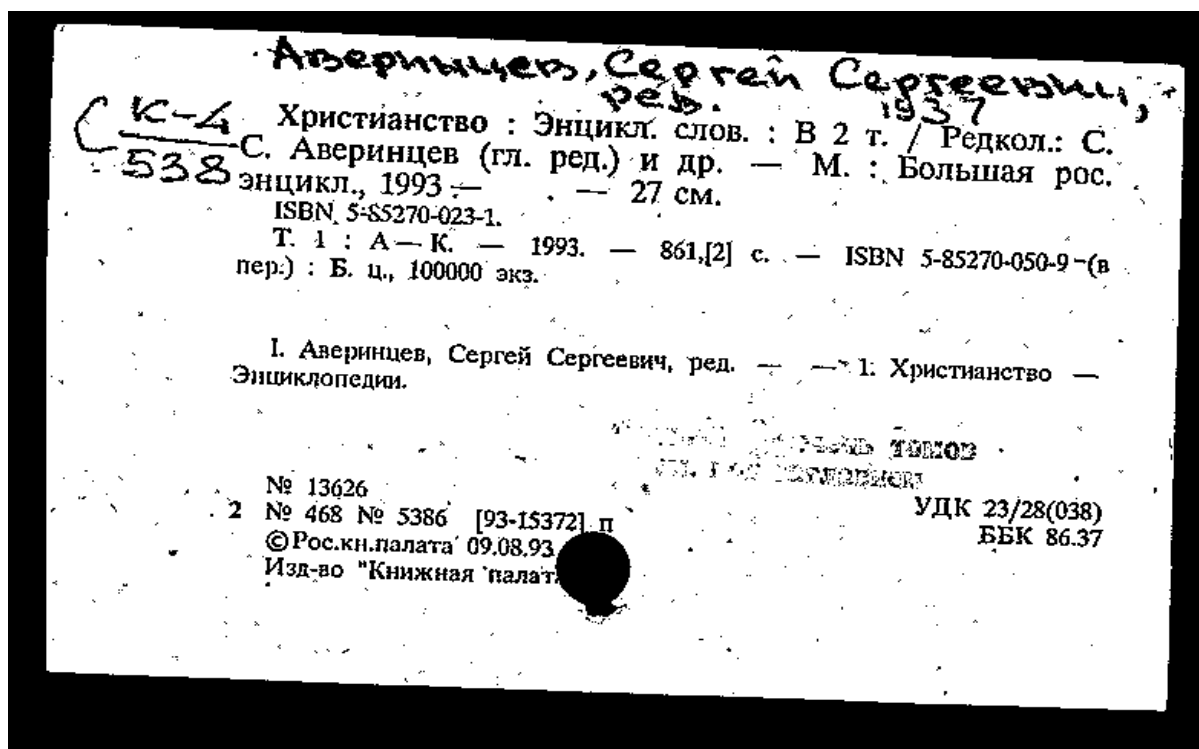 Аверинцев, Сергей Сергеевич,
ред. 1937
К-4
538
Христианство : Энцикл. слов. : В 2 т. / Редкол.: С.
С. Аверинцев (гл. ред.) и др. — М. : Большая рос.
энцикл., 1993 — . — 27 см.
ISBN 5-85270-023-1.
Т. 1 : А — К. — 1993. — 861,[2] с. — ISBN 5-85270-050-9 (в
пер.) : Б. ц., 100000 экз.
I. Аверинцев, Сергей Сергеевич, ред. — — 1. Христианство —
Энциклопедии.
томов
№ 13626
2 № 468 № 5386 [93-15372] п
© Рос.кн.палата 09.08.93
Изд-во "Книжная палат
УДК 23/28(038)
ББК 86.37